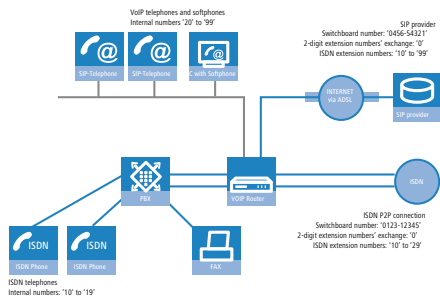 VoIP telephones and softphones
Internal numbers '20' to '99'
@
@
@
SIP-Telephone
SIP-Telephone
C with Softphone
SIP provider
Switchboard number: '0456-54321'
2-digit extension numbers' exchange: '0'
ISDN extension numbers: '10' to '99'
INTERNET
via ADSL
SIP provider
PBX
VOIP Router
ISDN
ISDN P2P connection
Switchboard number: '0123-12345'
2-digit extension numbers' exchange: '0'
ISDN extension numbers: '10' to '29'
ISDN
ISDN
ISDN Phone
ISDN Phone
FAX
ISDN telephones
Internal numbers: '10' to '19'